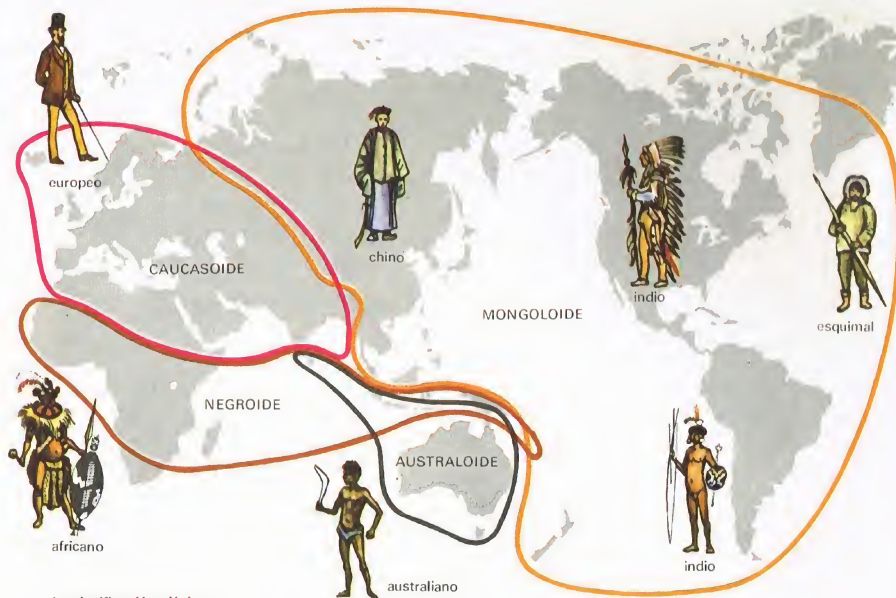 europeo
chino
indio
esquimal
CAUCASOIDE
MONGOLOIDE
NEGROIDE
AUSTRALOIDE
africano
australiano
indio